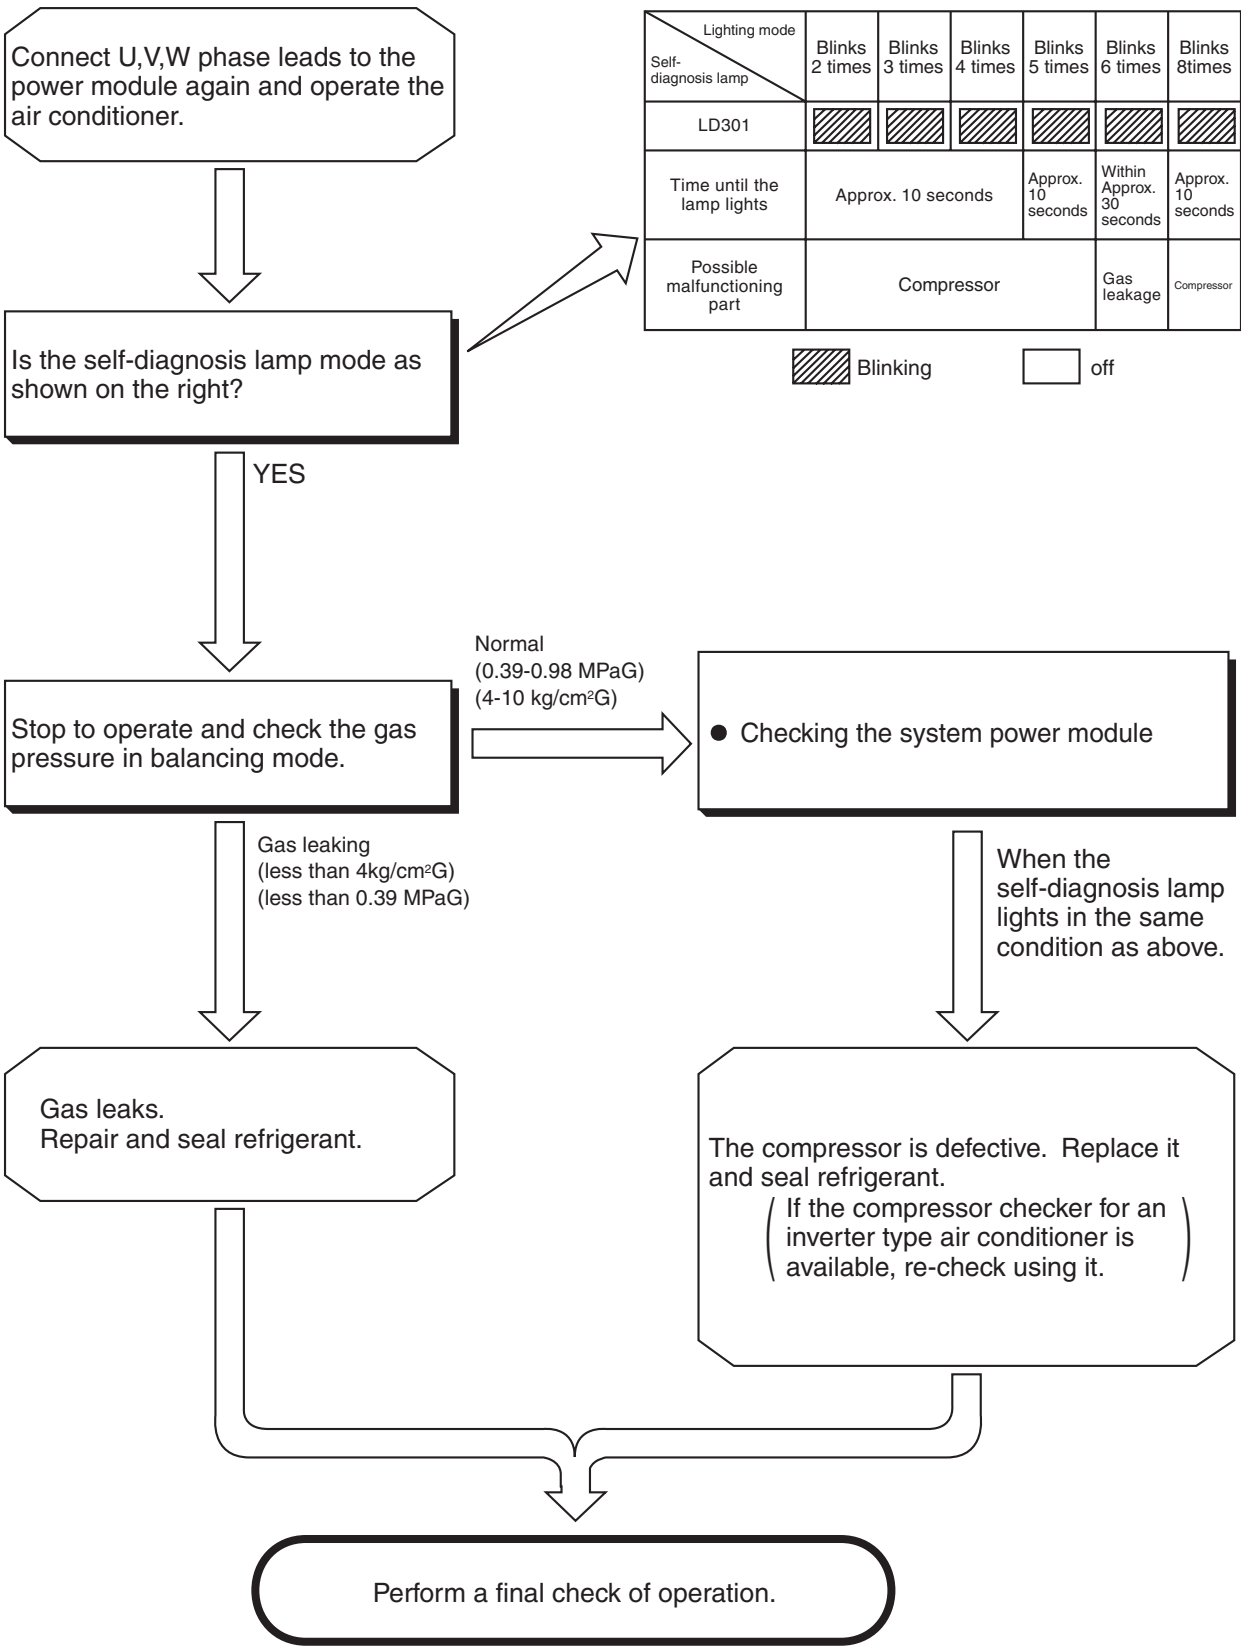 Connect U,V,W phase leads to the
power module again and operate the
air conditioner.
Lighting mode
Self-
diagnosis lamp
Blinks
2 times
Blinks
3 times
Blinks
4 times
Blinks
5 times
Blinks
6 times
Blinks
8times
LD301
Time until the
lamp lights
Approx. 10 seconds
Approx.
10
seconds
Within
Approx.
30
seconds
Approx.
10
seconds
Possible
malfunctioning
part
Compressor
Gas
leakage
Compressor
Blinking
off
Is the self-diagnosis lamp mode as
shown on the right?
YES
Stop to operate and check the gas
pressure in balancing mode.
Normal
(0.39-0.98 MPaG)
(4-10 kg/cm²G)
● Checking the system power module
Gas leaking
(less than 4kg/cm²G)
(less than 0.39 MPaG)
When the
self-diagnosis lamp
lights in the same
condition as above.
Gas leaks.
Repair and seal refrigerant.
The compressor is defective. Replace it
and seal refrigerant.
( If the compressor checker for an
inverter type air conditioner is
available, re-check using it. )
Perform a final check of operation.